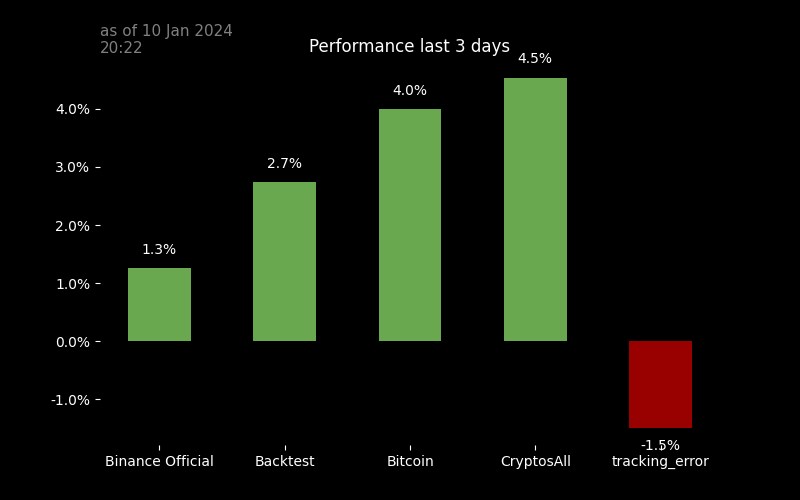 as of 10 Jan 2024
20:22
Performance last 3 days
4.5%
4.0%
2.7%
1.3%
-1.5%
4.0%
3.0%
2.0%
1.0%
0.0%
-1.0%
Binance Official
Backtest
Bitcoin
CryptosAll
tracking_error